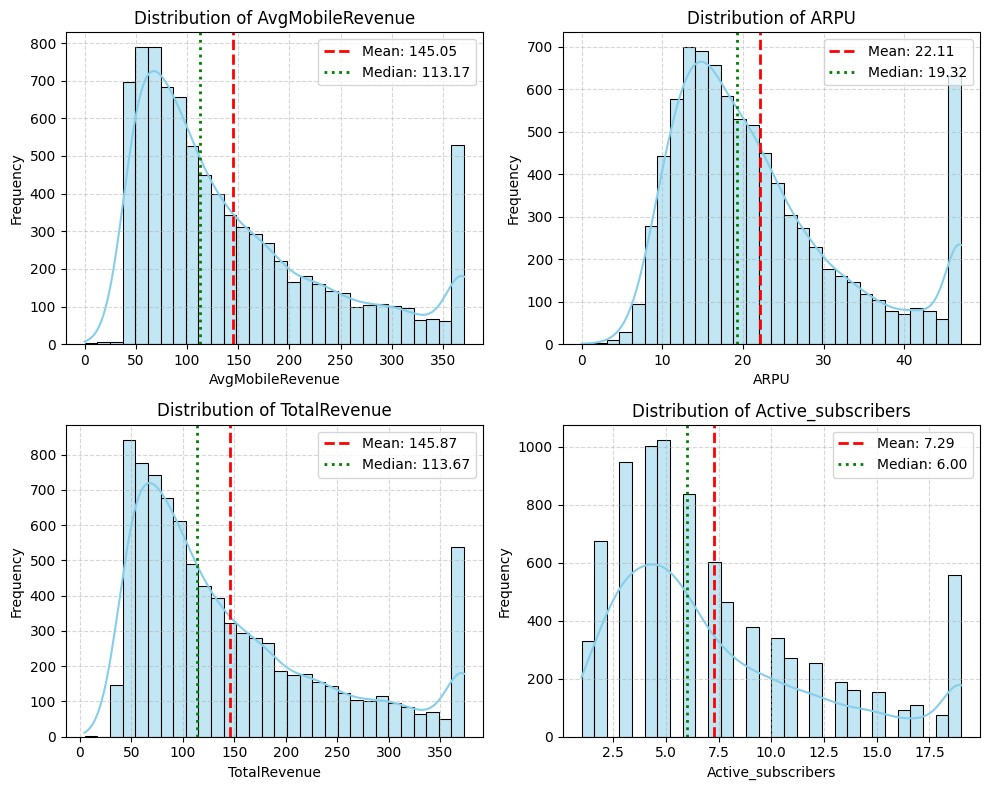 Distribution of AvgMobileRevenue
Mean: 145.05
Median: 113.17
Frequency
800
700
600
500
400
300
200
100
0
0 50 100 150 200 250 300 350
AvgMobileRevenue
Distribution of ARPU
Mean: 22.11
Median: 19.32
Frequency
700
600
500
400
300
200
100
0
0 10 20 30 40
ARPU
Distribution of TotalRevenue
Mean: 145.87
Median: 113.67
Frequency
800
700
600
500
400
300
200
100
0
0 50 100 150 200 250 300 350
TotalRevenue
Distribution of Active_subscribers
Mean: 7.29
Median: 6.00
Frequency
1000
800
600
400
200
0
2.5 5.0 7.5 10.0 12.5 15.0 17.5
Active_subscribers